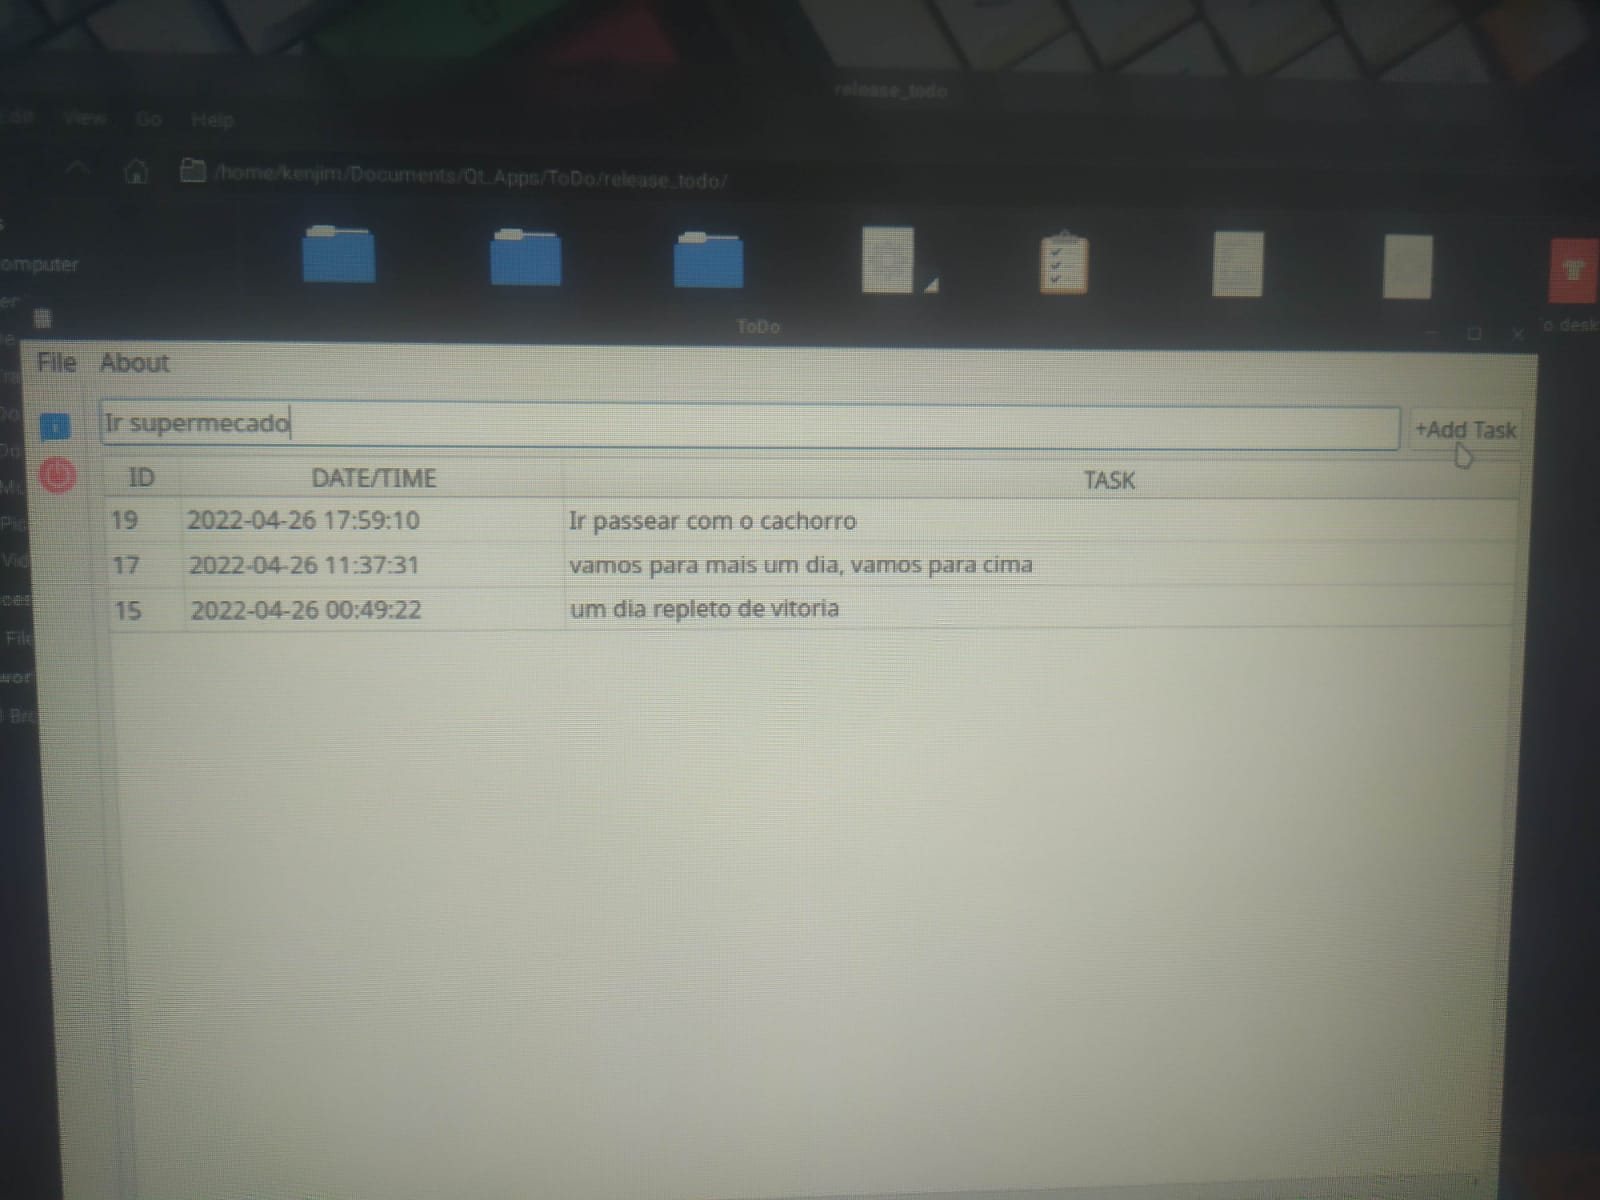 release_todo
Edit View Go Help
/home/kenjim/Documents/Qt_Apps/ToDo/release_todo/
omputer
ToDo
File About
Ir supermecado
+Add Task
ID DATE/TIME TASK
19 2022-04-26 17:59:10 Ir passear com o cachorro
17 2022-04-26 11:37:31 vamos para mais um dia, vamos para cima
15 2022-04-26 00:49:22 um dia repleto de vitoria